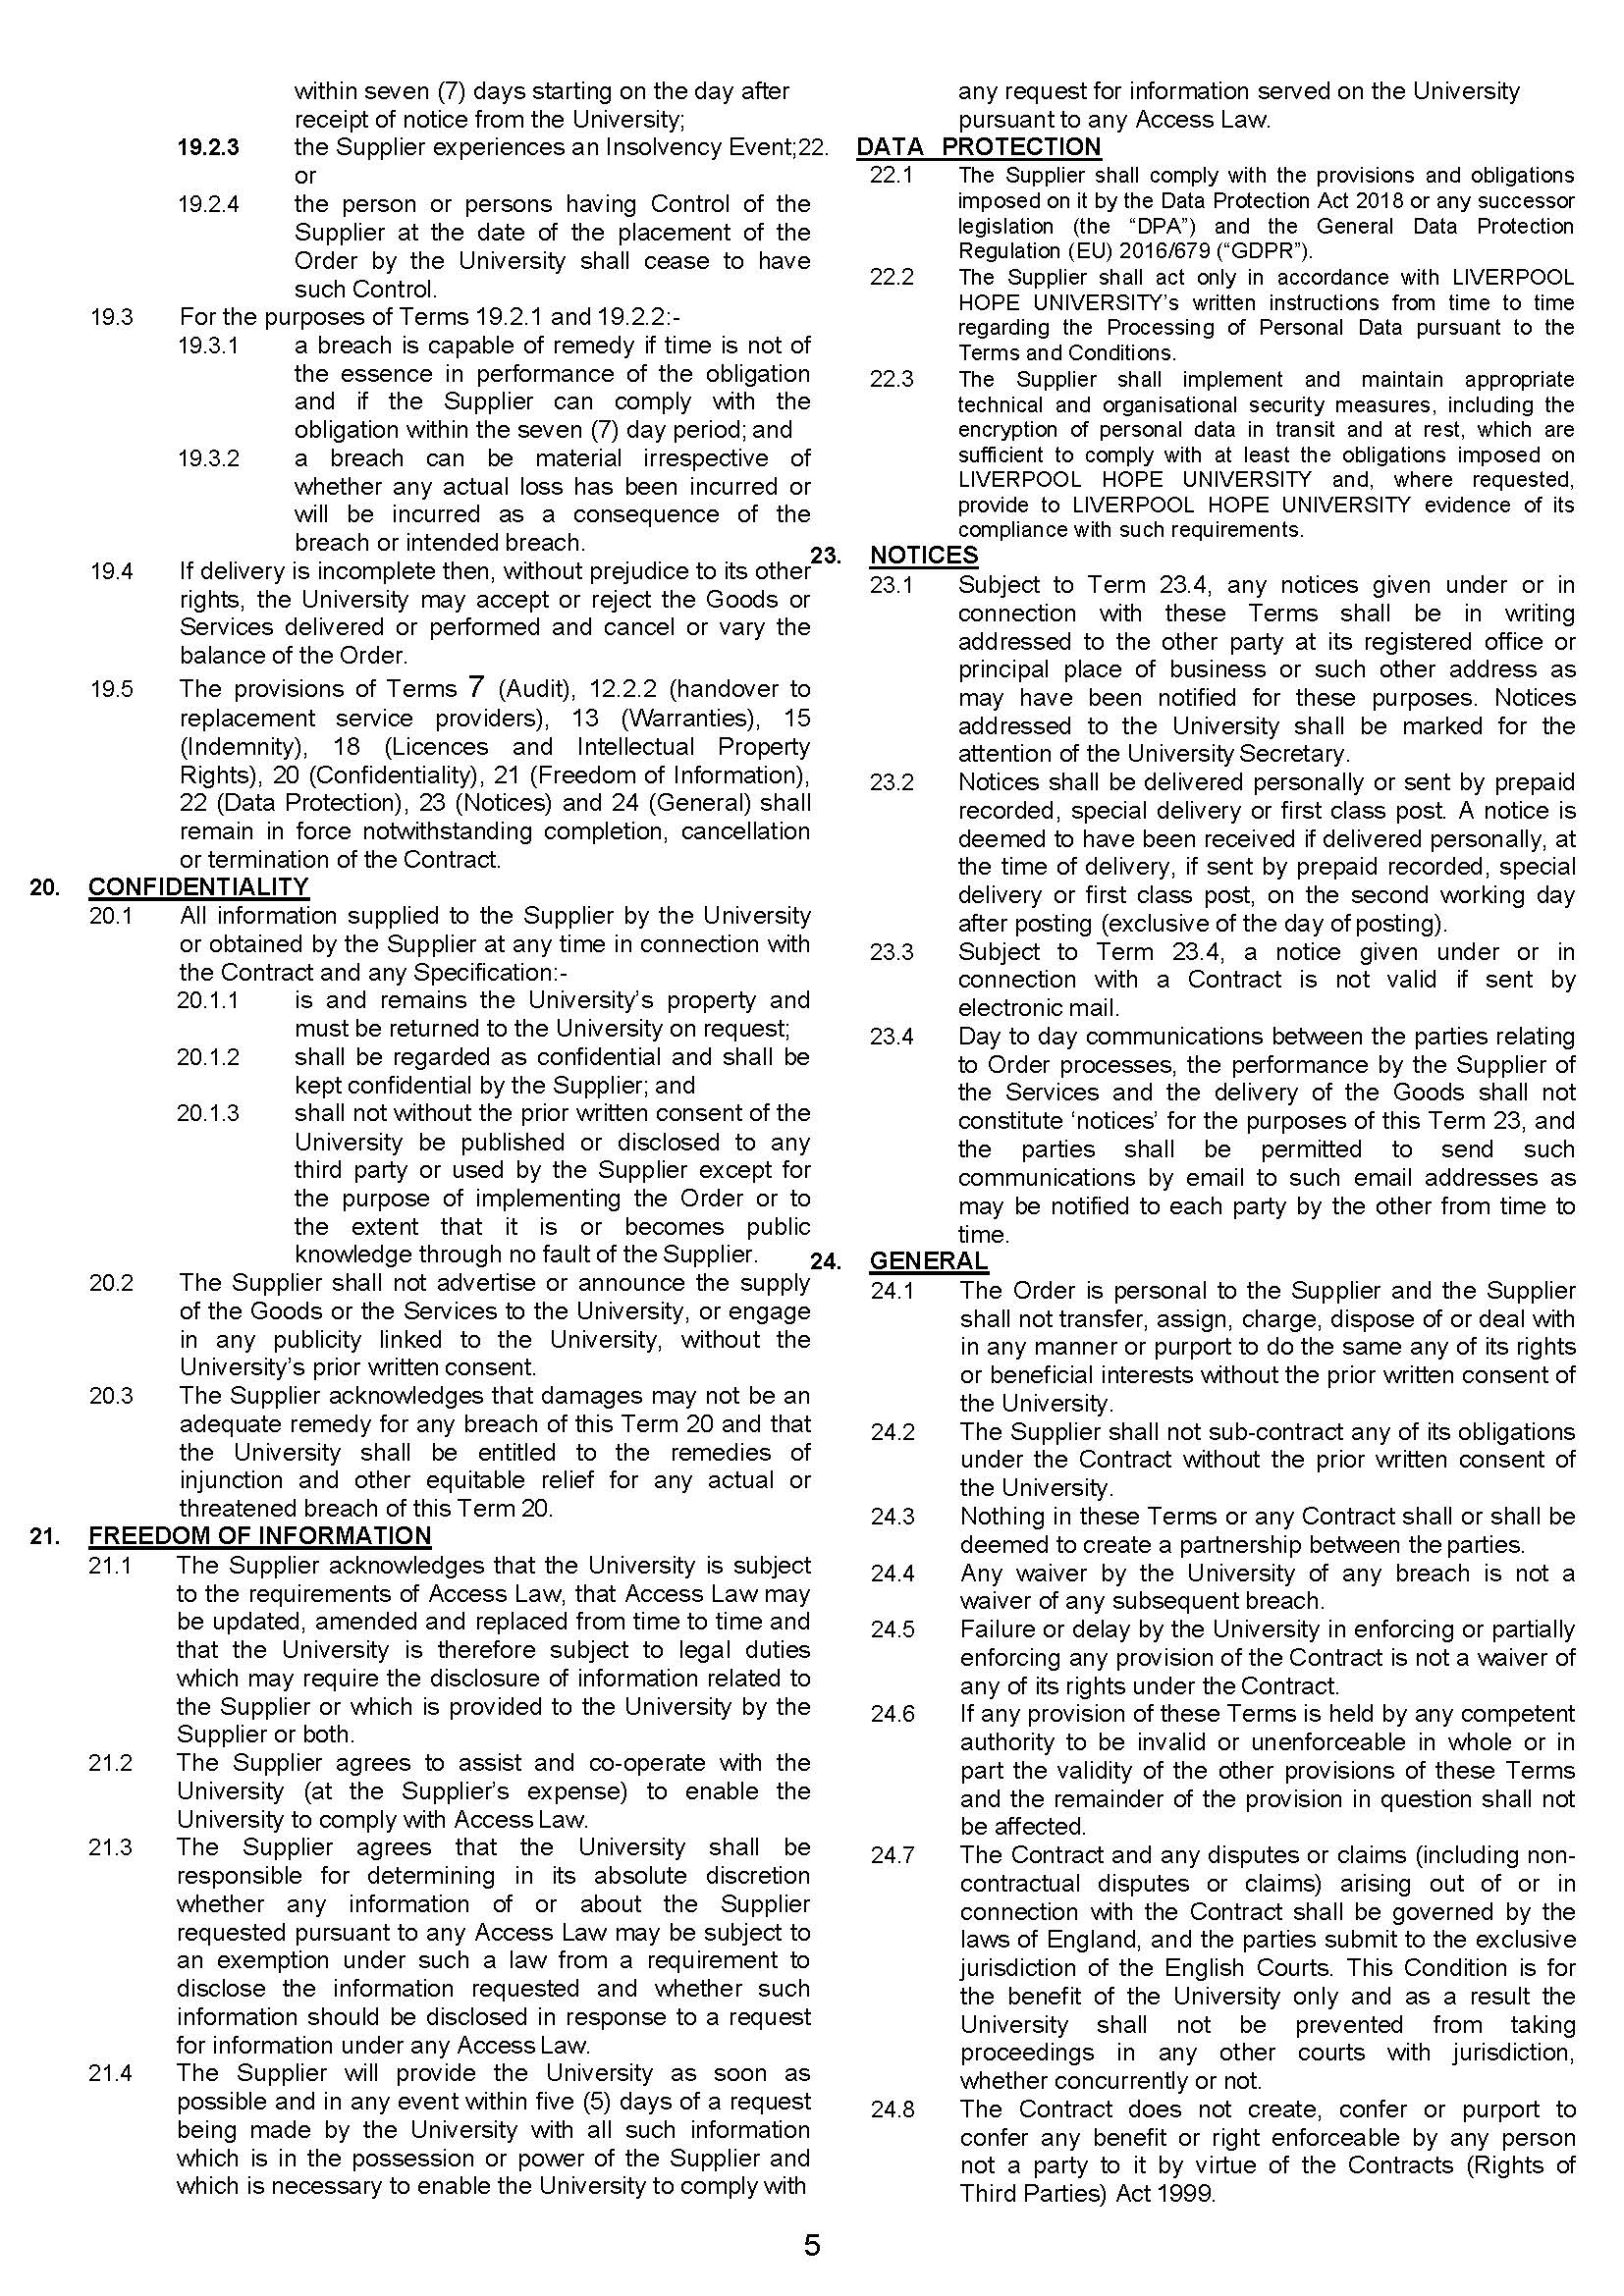 within seven (7) days starting on the day after
receipt of notice from the University;
19.2.3 the Supplier experiences an Insolvency Event;
or
19.2.4 the person or persons having Control of the
Supplier at the date of the placement of the
Order by the University shall cease to have
such Control.
19.3 For the purposes of Terms 19.2.1 and 19.2.2:-
19.3.1 a breach is capable of remedy if time is not of
the essence in performance of the obligation
and if the Supplier can comply with the
obligation within the seven (7) day period; and
19.3.2 a breach can be material irrespective of
whether any actual loss has been incurred or
will be incurred as a consequence of the
breach or intended breach.
19.4 If delivery is incomplete then, without prejudice to its other
rights, the University may accept or reject the Goods or
Services delivered or performed and cancel or vary the
balance of the Order.
19.5 The provisions of Terms 7 (Audit), 12.2.2 (handover to
replacement service providers), 13 (Warranties), 15
(Indemnity), 18 (Licences and Intellectual Property
Rights), 20 (Confidentiality), 21 (Freedom of Information),
22 (Data Protection), 23 (Notices) and 24 (General) shall
remain in force notwithstanding completion, cancellation
or termination of the Contract.
20. CONFIDENTIALITY
20.1 All information supplied to the Supplier by the University
or obtained by the Supplier at any time in connection with
the Contract and any Specification:-
20.1.1 is and remains the University's property and
must be returned to the University on request;
20.1.2 shall be regarded as confidential and shall be
kept confidential by the Supplier; and
20.1.3 shall not without the prior written consent of the
University be published or disclosed to any
third party or used by the Supplier except for
the purpose of implementing the Order or to
the extent that it is or becomes public
knowledge through no fault of the Supplier.
20.2 The Supplier shall not advertise or announce the supply
of the Goods or the Services to the University, or engage
in any publicity linked to the University, without the
University's prior written consent.
20.3 The Supplier acknowledges that damages may not be an
adequate remedy for any breach of this Term 20 and that
the University shall be entitled to the remedies of
injunction and other equitable relief for any actual or
threatened breach of this Term 20.
21. FREEDOM OF INFORMATION
21.1 The Supplier acknowledges that the University is subject
to the requirements of Access Law, that Access Law may
be updated, amended and replaced from time to time and
that the University is therefore subject to legal duties
which may require the disclosure of information related to
the Supplier or which is provided to the University by the
Supplier or both.
21.2 The Supplier agrees to assist and co-operate with the
University (at the Supplier's expense) to enable the
University to comply with Access Law.
21.3 The Supplier agrees that the University shall be
responsible for determining in its absolute discretion
whether any information of or about the Supplier
requested pursuant to any Access Law may be subject to
an exemption under such a law from a requirement to
disclose the information requested and whether such
information should be disclosed in response to a request
for information under any Access Law.
21.4 The Supplier will provide the University as soon as
possible and in any event within five (5) days of a request
being made by the University with all such information
which is in the possession or power of the Supplier and
which is necessary to enable the University to comply with
any request for information served on the University
pursuant to any Access Law.
22. DATA PROTECTION
22.1 The Supplier shall comply with the provisions and obligations
imposed on it by the Data Protection Act 2018 or any successor
legislation (the “DPA”) and the General Data Protection
Regulation (EU) 2016/679 (“GDPR”).
22.2 The Supplier shall act only in accordance with LIVERPOOL
HOPE UNIVERSITY's written instructions from time to time
regarding the Processing of Personal Data pursuant to the
Terms and Conditions.
22.3 The Supplier shall implement and maintain appropriate
technical and organisational security measures, including the
encryption of personal data in transit and at rest, which are
sufficient to comply with at least the obligations imposed on
LIVERPOOL HOPE UNIVERSITY and, where requested,
provide to LIVERPOOL HOPE UNIVERSITY evidence of its
compliance with such requirements.
23. NOTICES
23.1 Subject to Term 23.4, any notices given under or in
connection with these Terms shall be in writing
addressed to the other party at its registered office or
principal place of business or such other address as
may have been notified for these purposes. Notices
addressed to the University shall be marked for the
attention of the University Secretary.
23.2 Notices shall be delivered personally or sent by prepaid
recorded, special delivery or first class post. A notice is
deemed to have been received if delivered personally, at
the time of delivery, if sent by prepaid recorded, special
delivery or first class post, on the second working day
after posting (exclusive of the day of posting).
23.3 Subject to Term 23.4, a notice given under or in
connection with a Contract is not valid if sent by
electronic mail.
23.4 Day to day communications between the parties relating
to Order processes, the performance by the Supplier of
the Services and the delivery of the Goods shall not
constitute ‘notices’ for the purposes of this Term 23, and
the parties shall be permitted to send such
communications by email to such email addresses as
may be notified to each party by the other from time to
time.
24. GENERAL
24.1 The Order is personal to the Supplier and the Supplier
shall not transfer, assign, charge, dispose of or deal with
in any manner or purport to do the same any of its rights
or beneficial interests without the prior written consent of
the University.
24.2 The Supplier shall not sub-contract any of its obligations
under the Contract without the prior written consent of
the University.
24.3 Nothing in these Terms or any Contract shall or shall be
deemed to create a partnership between the parties.
24.4 Any waiver by the University of any breach is not a
waiver of any subsequent breach.
24.5 Failure or delay by the University in enforcing or partially
enforcing any provision of the Contract is not a waiver of
any of its rights under the Contract.
24.6 If any provision of these Terms is held by any competent
authority to be invalid or unenforceable in whole or in
part the validity of the other provisions of these Terms
and the remainder of the provision in question shall not
be affected.
24.7 The Contract and any disputes or claims (including non-
contractual disputes or claims) arising out of or in
connection with the Contract shall be governed by the
laws of England, and the parties submit to the exclusive
jurisdiction of the English Courts. This Condition is for
the benefit of the University only and as a result the
University shall not be prevented from taking
proceedings in any other courts with jurisdiction,
whether concurrently or not.
24.8 The Contract does not create, confer or purport to
confer any benefit or right enforceable by any person
not a party to it by virtue of the Contracts (Rights of
Third Parties) Act 1999.
5